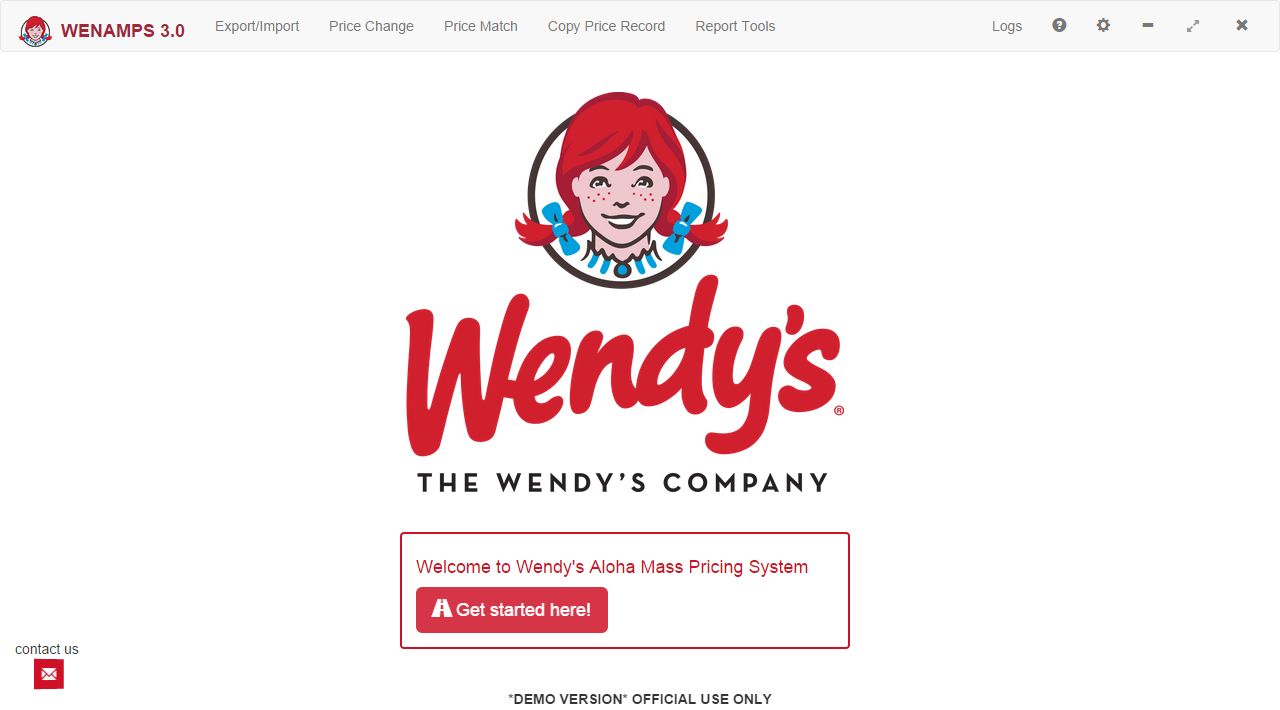 WENAMPS 3.0 Export/Import Price Change Price Match Copy Price Record Report Tools Logs
Wendy's®
THE WENDY'S COMPANY
Welcome to Wendy's Aloha Mass Pricing System
Get started here!
contact us
*DEMO VERSION* OFFICIAL USE ONLY